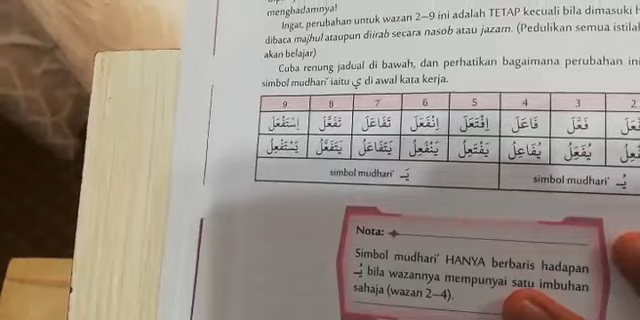 menghadamnya!
Ingat, perubahan untuk wazan 2–9 ini adalah TETAP kecuali bila dimasuki
dibaca majhul ataupun diirab secara nasob atau jazam. (Pedulikan semua
akan belajar)
Cuba renung jadual di bawah, dan perhatikan bagaimana perubahan
simbol mudhari' iaitu ي di awal kata kerja.
9 8 7 6 5 4 3 2
اِسْتَفْعَلَ تَفَعَّلَ تَفَاعَلَ اِنْفَعَلَ اِفْتَعَلَ فَاعَلَ فَعَّلَ
يَسْتَفْعِلُ يَتَفَعَّلُ يَتَفَاعَلُ يَنْفَعِلُ يَفْتَعِلُ يُفَاعِلُ يُفَعِّلُ
simbol mudhari' يَـ simbol mudhari' يُـ
Nota:
Simbol mudhari' HANYA berbaris hadapan
يُـ bila wazannya mempunyai satu imbuhan
sahaja (wazan 2–4).